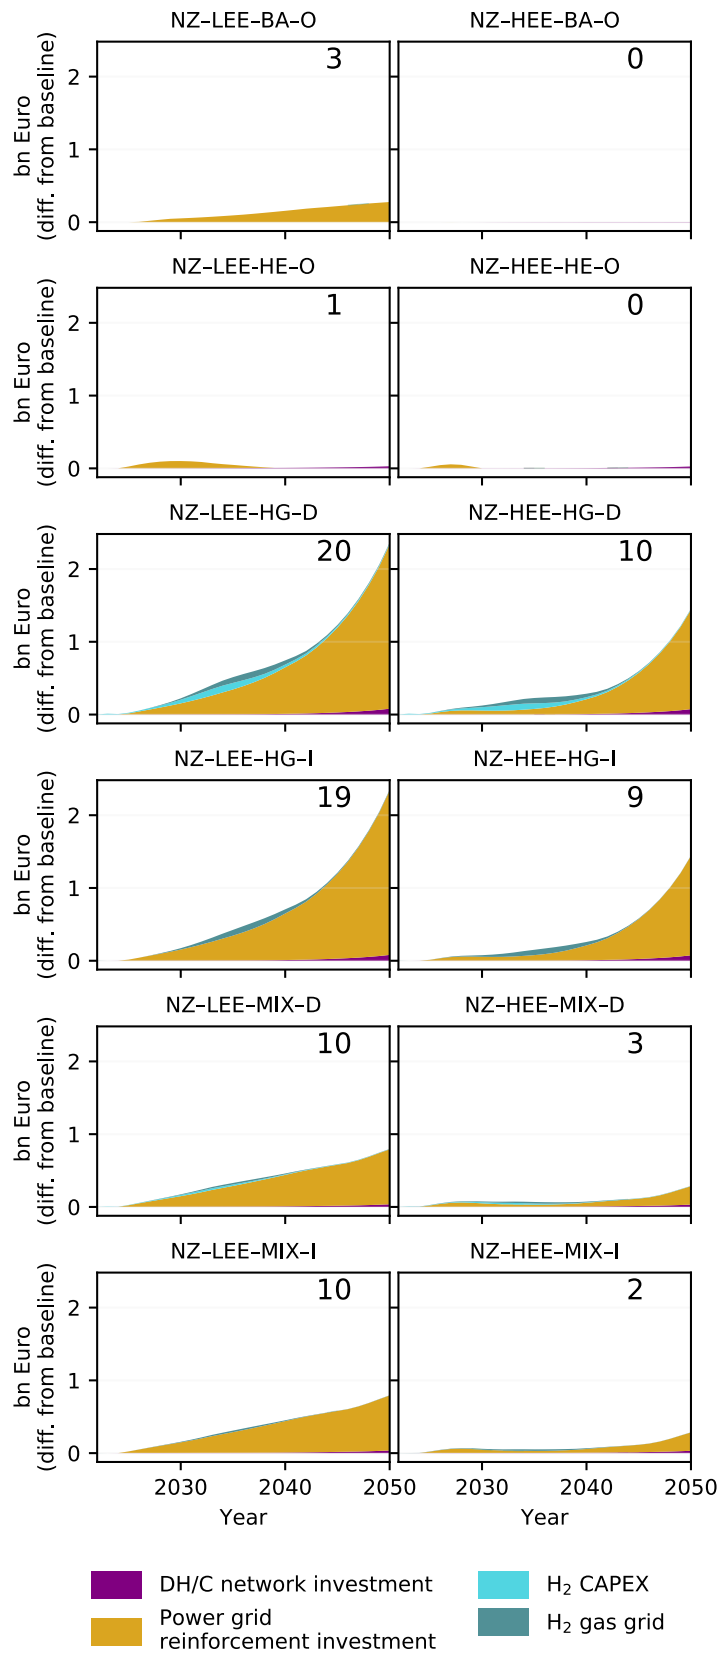 NZ–LEE–BA–O NZ–HEE–BA–O
3 0
2
1
0
bn Euro
(diff. from baseline)
NZ–LEE-HE–O NZ–HEE–HE–O
1 0
2
1
0
bn Euro
(diff. from baseline)
NZ–LEE–HG–D NZ–HEE–HG–D
20 10
2
1
0
bn Euro
(diff. from baseline)
NZ–LEE–HG–I NZ–HEE–HG–I
19 9
2
1
0
bn Euro
(diff. from baseline)
NZ–LEE–MIX–D NZ–HEE–MIX–D
10 3
2
1
0
bn Euro
(diff. from baseline)
NZ–LEE–MIX–I NZ–HEE–MIX–I
10 2
2
1
0
bn Euro
(diff. from baseline)
2030 2040 2050 2030 2040 2050
Year Year
DH/C network investment
Power grid
reinforcement investment
H₂ CAPEX
H₂ gas grid